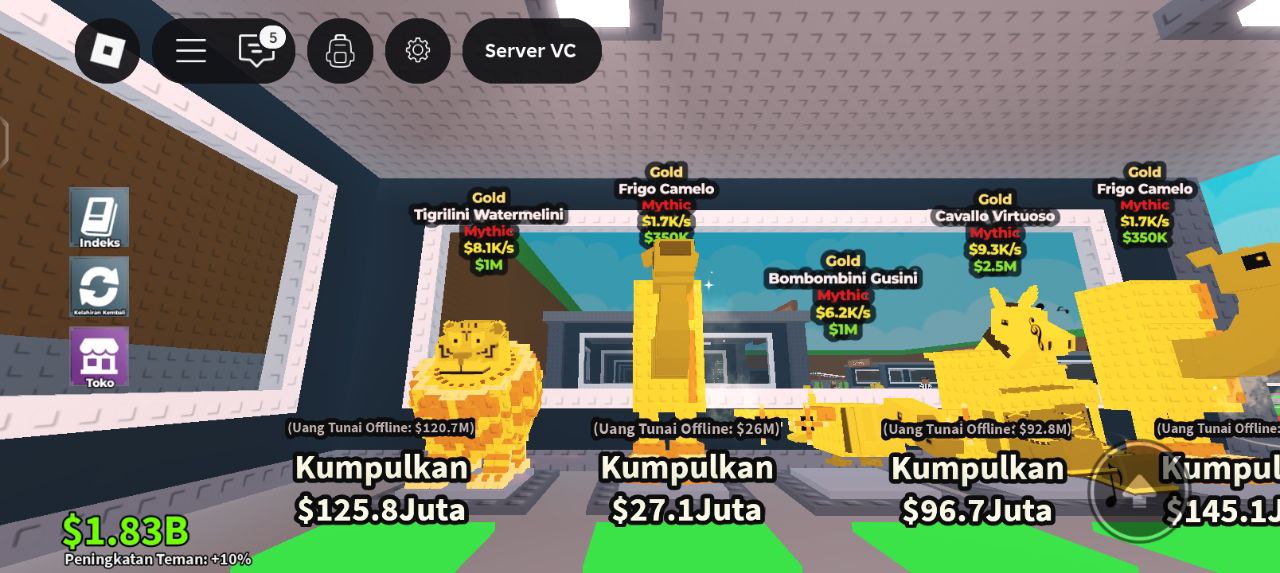 5
Server VC
Indeks
Kelahiran Kembali
Toko
Gold
Tigrilini Watermelini
Mythic
$8.1K/s
$1M
Gold
Frigo Camelo
Mythic
$1.7K/s
$350K
Gold
Bombombini Gusini
Mythic
$6.2K/s
$1M
Gold
Cavallo Virtuoso
Mythic
$9.3K/s
$2.5M
Gold
Frigo Camelo
Mythic
$1.7K/s
$350K
(Uang Tunai Offline: $120.7M)
Kumpulkan
$125.8Juta
(Uang Tunai Offline: $26M)
Kumpulkan
$27.1Juta
(Uang Tunai Offline: $92.8M)
Kumpulkan
$96.7Juta
(Uang Tunai Offline:
Kumpul
$145.1J
$1.83B
Peningkatan Teman: +10%